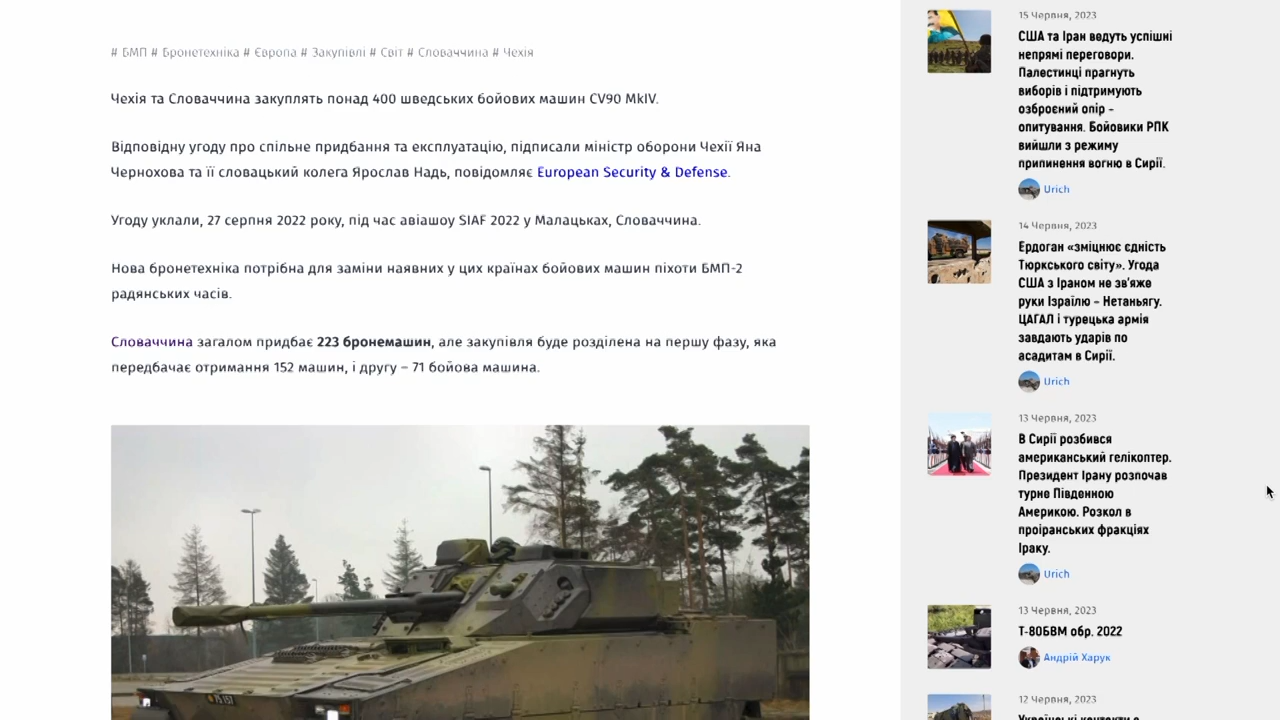 # БМП # Бронетехніка # Європа # Закупівлі # Світ # Словаччина # Чехія
Чехія та Словаччина закуплять понад 400 шведських бойових машин CV90 MkIV.
Відповідну угоду про спільне придбання та експлуатацію, підписали міністр оборони Чехії Яна
Чернохова та її словацький колега Ярослав Надь, повідомляє European Security & Defense.
Угоду уклали, 27 серпня 2022 року, під час авіашоу SIAF 2022 у Малацьках, Словаччина.
Нова бронетехніка потрібна для заміни наявних у цих країнах бойових машин піхоти БМП-2
радянських часів.
Словаччина загалом придбає 223 бронемашин, але закупівля буде розділена на першу фазу, яка
передбачає отримання 152 машин, і другу – 71 бойова машина.
15 Червня, 2023
США та Іран ведуть успішні
непрямі переговори.
Палестинці прагнуть
виборів і підтримують
озброєний опір –
опитування. Бойовики РПК
вийшли з режиму
припинення вогню в Сирії.
Urich
14 Червня, 2023
Ердоган «зміцнює єдність
Тюркського світу». Угода
США з Іраном не зв'яже
руки Ізраїлю – Нетаньягу.
ЦАГАЛ і турецька армія
завдають ударів по
асадитам в Сирії.
Urich
13 Червня, 2023
В Сирії розбився
американський гелікоптер.
Президент Ірану розпочав
турне Південною
Америкою. Розкол в
проіранських фракціях
Іраку.
Urich
13 Червня, 2023
Т-80БВМ обр. 2022
Андрій Харук
12 Червня, 2023